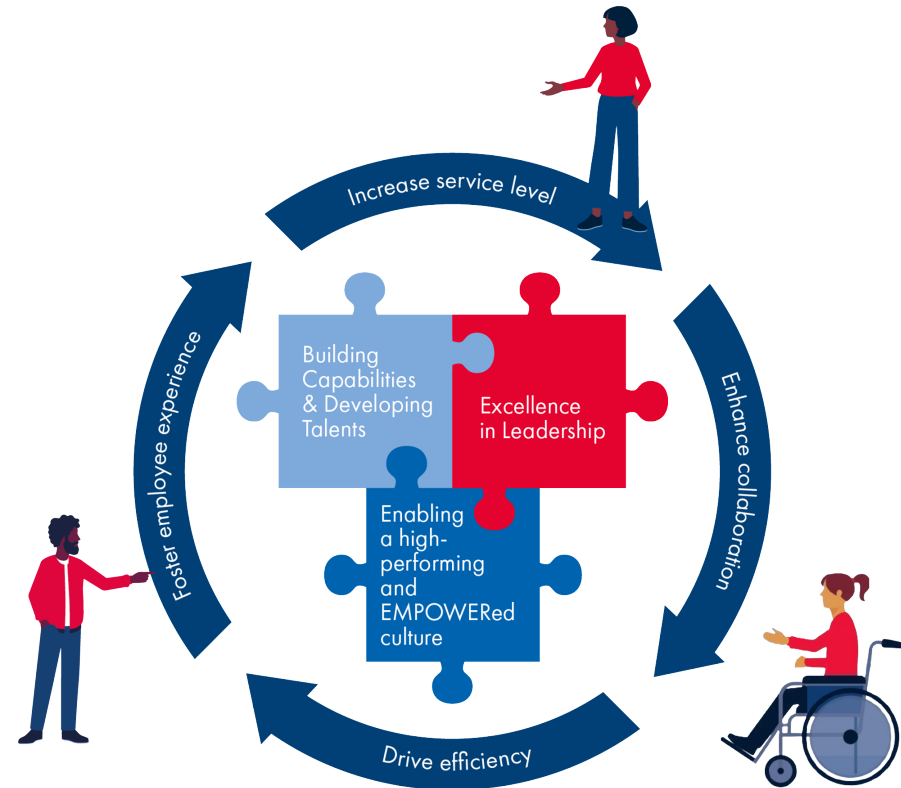 Increase service level
Enhance collaboration
Drive efficiency
Foster employee experience
Building
Capabilities
& Developing
Talents
Excellence
in Leadership
Enabling
a high-
performing
and
EMPOWERed
culture